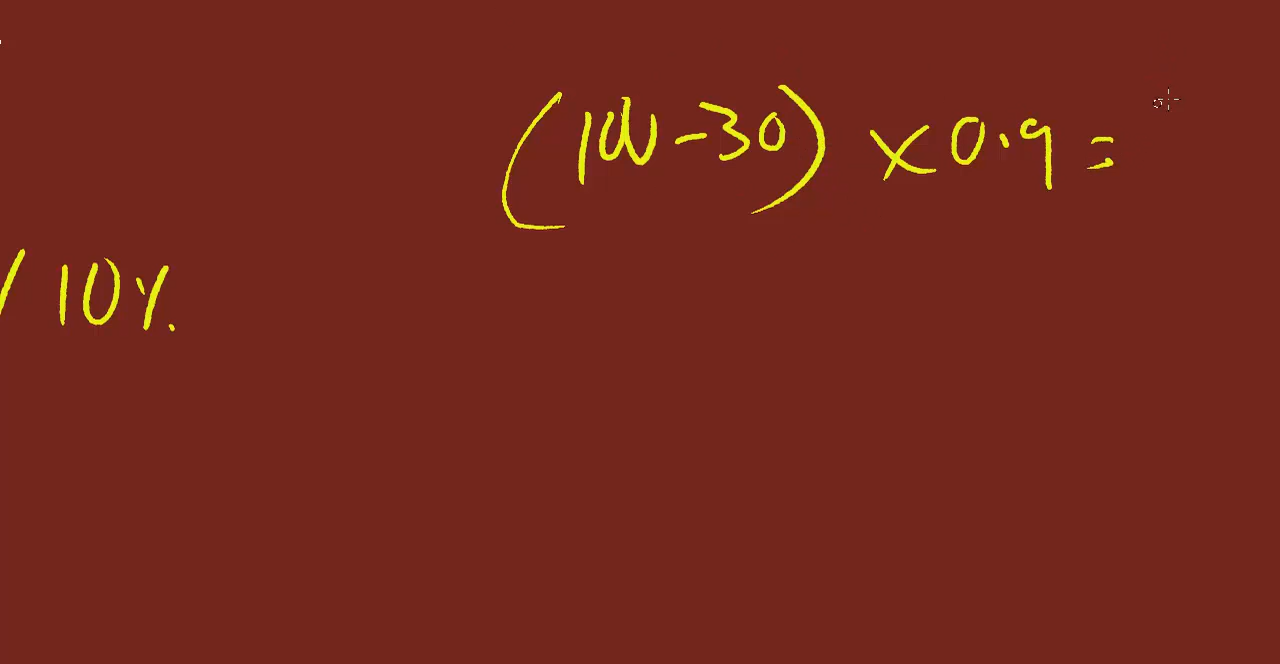 (100-30) × 0.9 =
/ 10%.